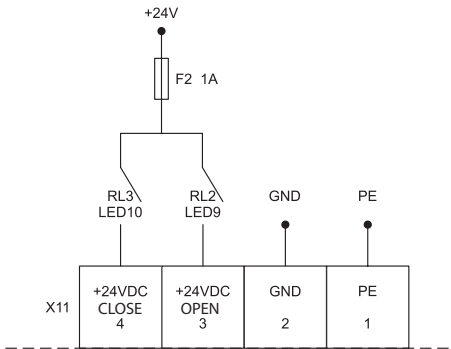 +24V
F2 1A
RL3 RL2 GND PE
LED10 LED9
X11
+24VDC +24VDC GND PE
CLOSE OPEN
4 3 2 1